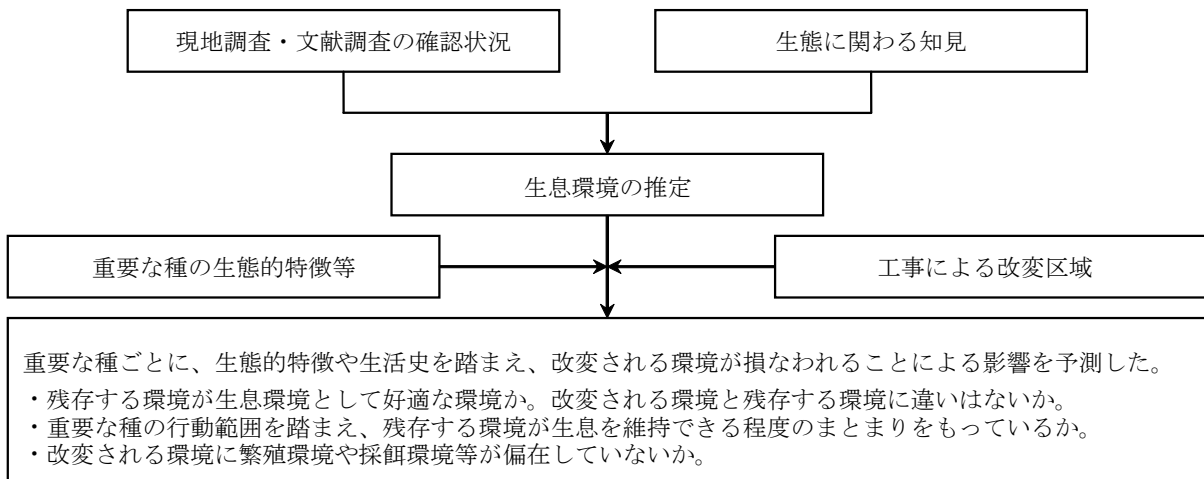 現地調査・文献調査の確認状況
生態に関わる知見
生息環境の推定
重要な種の生態的特徴等
工事による改変区域
重要な種ごとに、生態的特徴や生活史を踏まえ、改変される環境が損なわれることによる影響を予測した。
・残存する環境が生息環境として好適な環境か。改変される環境と残存する環境に違いはないか。
・重要な種の行動範囲を踏まえ、残存する環境が生息を維持できる程度のまとまりをもっているか。
・改変される環境に繁殖環境や採餌環境等が偏在していないか。